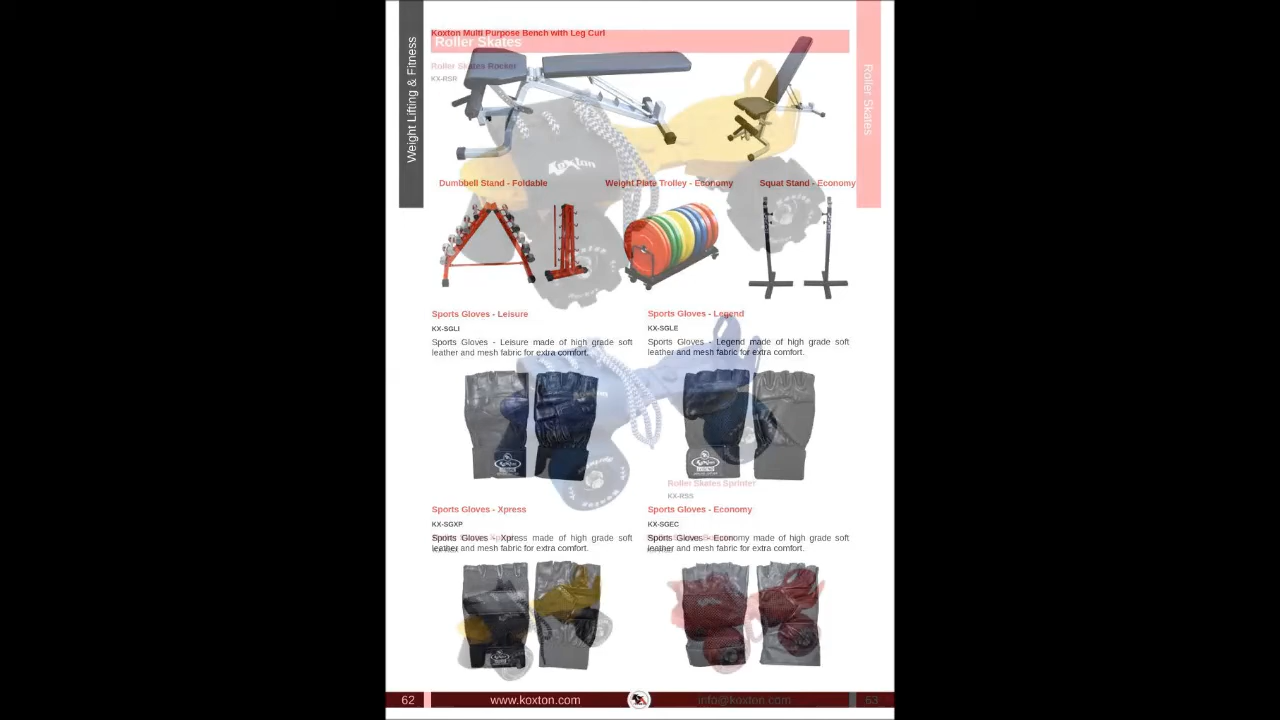 Koxton Multi Purpose Bench with Leg Curl
Roller Skates
Roller Skates Rocker
KX-RSR
Weight Lifting & Fitness
Roller Skates
Koxton
Dumbbell Stand - Foldable
Weight Plate Trolley - Economy
Squat Stand - Economy
Sports Gloves - Leisure
KX-SGLI
Sports Gloves - Leisure made of high grade soft
leather and mesh fabric for extra comfort.
Sports Gloves - Legend
KX-SGLE
Sports Gloves - Legend made of high grade soft
leather and mesh fabric for extra comfort.
Koxton
Koxton
Roller Skates Sprinter
KX-RSS
Sports Gloves - Xpress
KX-SGXP
Sports Gloves - Xpress made of high grade soft
leather and mesh fabric for extra comfort.
Sports Gloves - Economy
KX-SGEC
Sports Gloves - Economy made of high grade soft
leather and mesh fabric for extra comfort.
62
www.koxton.com
info@koxton.com
63